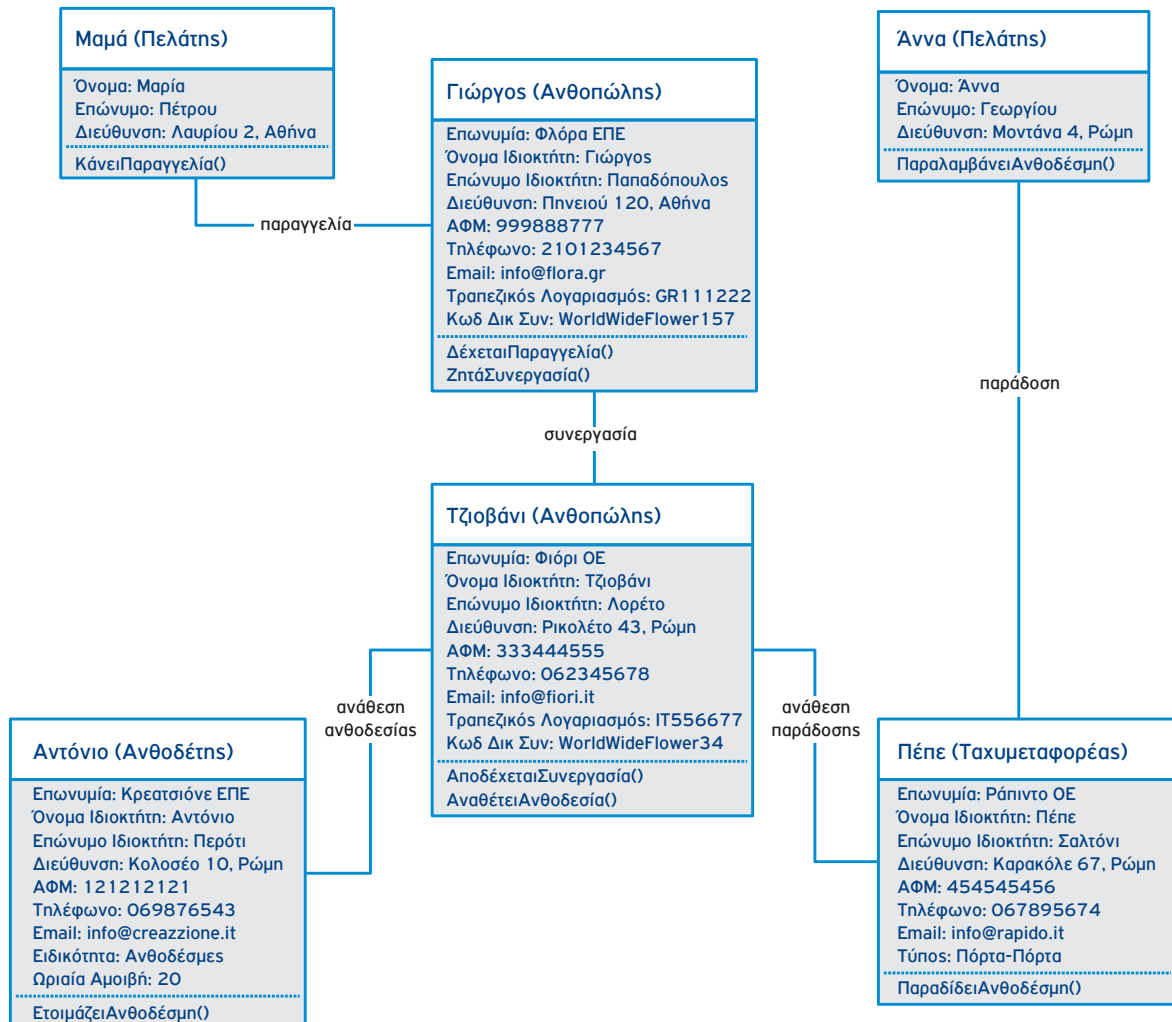 Μαμά (Πελάτης)
Όνομα: Μαρία
Επώνυμο: Πέτρου
Διεύθυνση: Λαυρίου 2, Αθήνα
ΚάνειΠαραγγελία()
παραγγελία
Γιώργος (Ανθοπώλης)
Επωνυμία: Φλόρα ΕΠΕ
Όνομα Ιδιοκτήτη: Γιώργος
Επώνυμο Ιδιοκτήτη: Παπαδόπουλος
Διεύθυνση: Πηνειού 120, Αθήνα
ΑΦΜ: 999888777
Τηλέφωνο: 2101234567
Email: info@flora.gr
Τραπεζικός Λογαριασμός: GR111222
Κωδ Δικ Συν: WorldWideFlower157
ΔέχεταιΠαραγγελία()
ΖητάΣυνεργασία()
Άννα (Πελάτης)
Όνομα: Άννα
Επώνυμο: Γεωργίου
Διεύθυνση: Μοντάνα 4, Ρώμη
ΠαραλαμβάνειΑνθοδέσμη()
παράδοση
συνεργασία
Τζιοβάνι (Ανθοπώλης)
Επωνυμία: Φιόρι ΟΕ
Όνομα Ιδιοκτήτη: Τζιοβάνι
Επώνυμο Ιδιοκτήτη: Λορέτο
Διεύθυνση: Ρικολέτο 43, Ρώμη
ΑΦΜ: 333444555
Τηλέφωνο: 062345678
Email: info@fiori.it
Τραπεζικός Λογαριασμός: IT556677
Κωδ Δικ Συν: WorldWideFlower34
ΑποδέχεταιΣυνεργασία()
ΑναθέτειΑνθοδεσία()
ανάθεση
ανθοδεσίας
ανάθεση
παράδοσης
Αντόνιο (Ανθοδέτης)
Επωνυμία: Κρεατσιόνε ΕΠΕ
Όνομα Ιδιοκτήτη: Αντόνιο
Επώνυμο Ιδιοκτήτη: Περότι
Διεύθυνση: Κολοσέο 10, Ρώμη
ΑΦΜ: 121212121
Τηλέφωνο: 069876543
Email: info@creazzione.it
Ειδικότητα: Ανθοδέσμες
Ωριαία Αμοιβή: 20
ΕτοιμάζειΑνθοδέσμη()
Πέπε (Ταχυμεταφορέας)
Επωνυμία: Ράπιντο ΟΕ
Όνομα Ιδιοκτήτη: Πέπε
Επώνυμο Ιδιοκτήτη: Σαλτόνι
Διεύθυνση: Καρακόλε 67, Ρώμη
ΑΦΜ: 454545456
Τηλέφωνο: 067895674
Email: info@rapido.it
Τύπος: Πόρτα-Πόρτα
ΠαραδίδειΑνθοδέσμη()